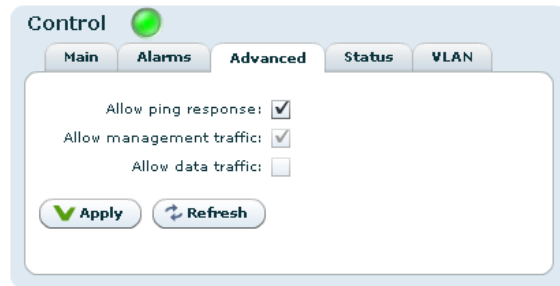 Control
Main Alarms Advanced Status VLAN
Allow ping response:
Allow management traffic:
Allow data traffic:
Apply Refresh